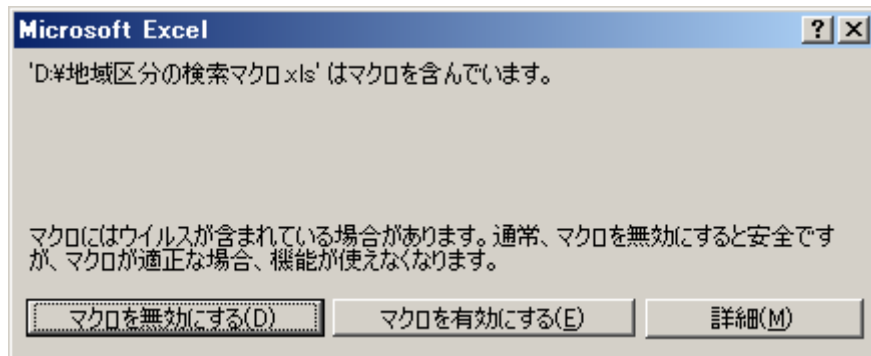 Microsoft Excel
'D:¥地域区分の検索マクロ.xls' はマクロを含んでいます。
マクロにはウイルスが含まれている場合があります。通常、マクロを無効にすると安全です
が、マクロが適正な場合、機能が使えなくなります。
マクロを無効にする(D) マクロを有効にする(E) 詳細(M)